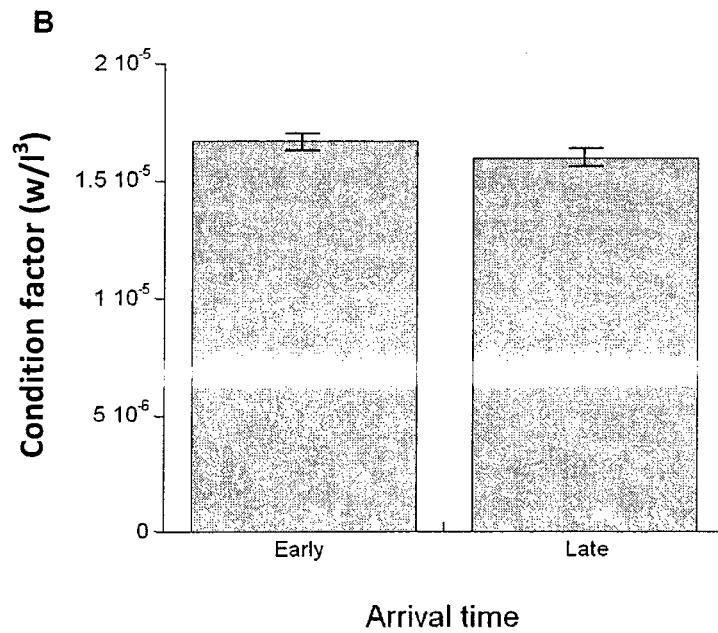 B
2 10⁻⁵
1.5 10⁻⁵
1 10⁻⁵
5 10⁻⁶
0
Condition factor (w/l³)
Early Late
Arrival time